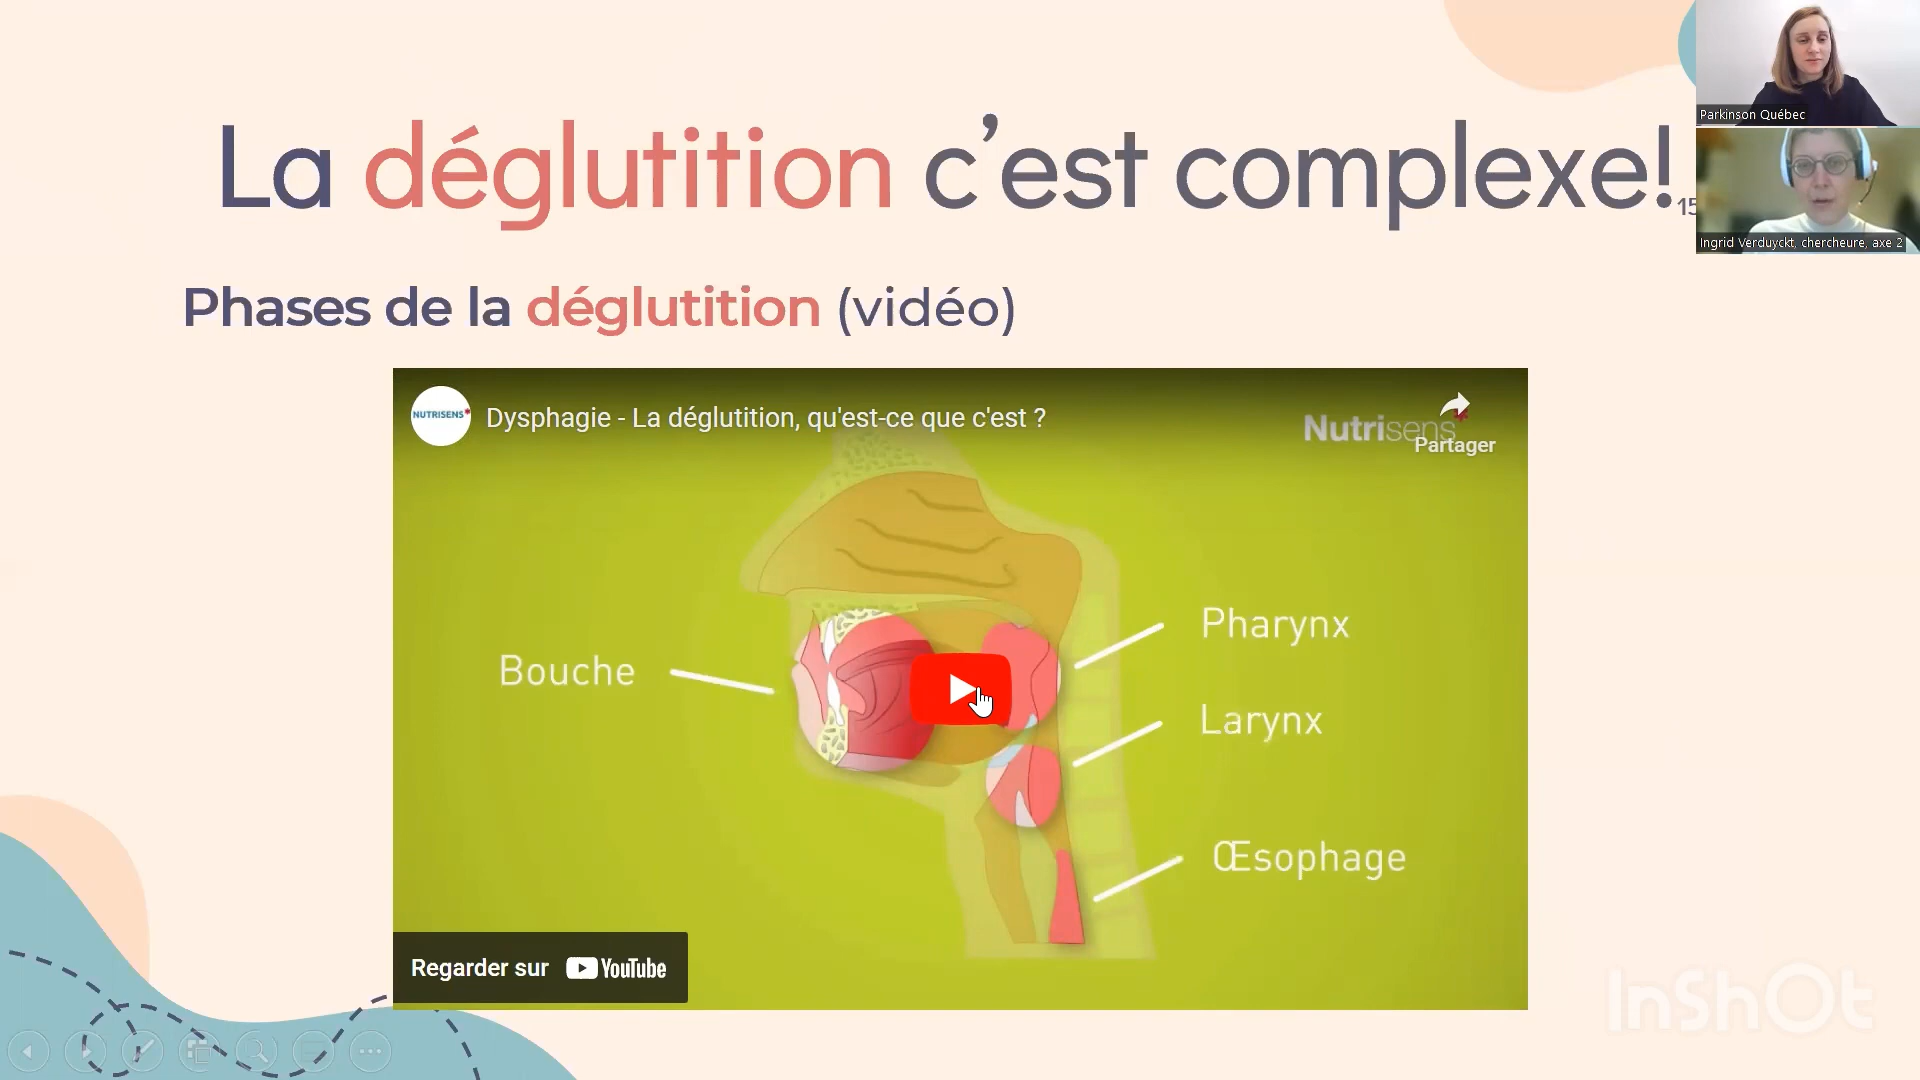 La déglutition c’est complexe!
15
Parkinson Québec
Ingrid Verduyckt, chercheure, axe 2
Phases de la déglutition (vidéo)
NUTRISENS
Dysphagie - La déglutition, qu'est-ce que c'est ?
Nutrisens
Partager
Pharynx
Bouche
Larynx
Œsophage
Regarder sur YouTube
InShOt